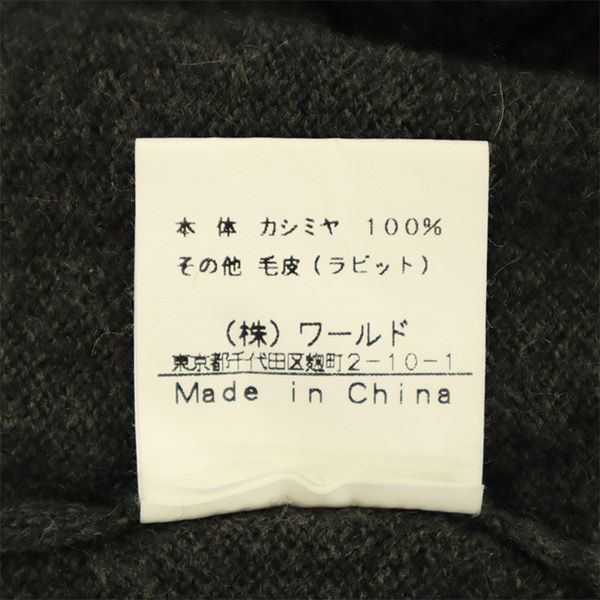 本体 カシミヤ 100%
その他 毛皮(ラビット)
(株)ワールド
東京都千代田区麹町2-10-1
Made in China